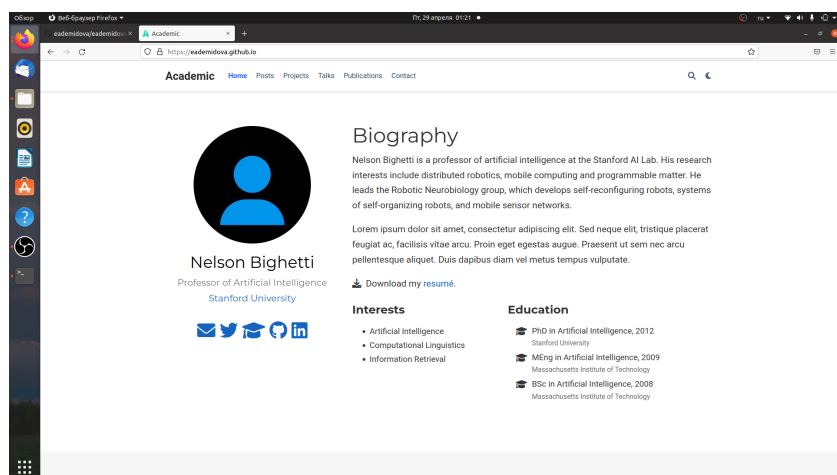 Обзор
Веб-браузер Firefox
Пт, 29 апреля 01:21
ru
eademidova/eademidova
Academic
https://eademidova.github.io
Academic
Home Posts Projects Talks Publications Contact
Nelson Bighetti
Professor of Artificial Intelligence
Stanford University
Biography
Nelson Bighetti is a professor of artificial intelligence at the Stanford AI Lab. His research
interests include distributed robotics, mobile computing and programmable matter. He
leads the Robotic Neurobiology group, which develops self-reconfiguring robots, systems
of self-organizing robots, and mobile sensor networks.
Lorem ipsum dolor sit amet, consectetur adipiscing elit. Sed neque elit, tristique placerat
feugiat ac, facilisis vitae arcu. Proin eget egestas augue. Praesent ut sem nec arcu
pellentesque aliquet. Duis dapibus diam vel metus tempus vulputate.
Download my resumé.
Interests
Artificial Intelligence
Computational Linguistics
Information Retrieval
Education
PhD in Artificial Intelligence, 2012
Stanford University
MEng in Artificial Intelligence, 2009
Massachusetts Institute of Technology
BSc in Artificial Intelligence, 2008
Massachusetts Institute of Technology